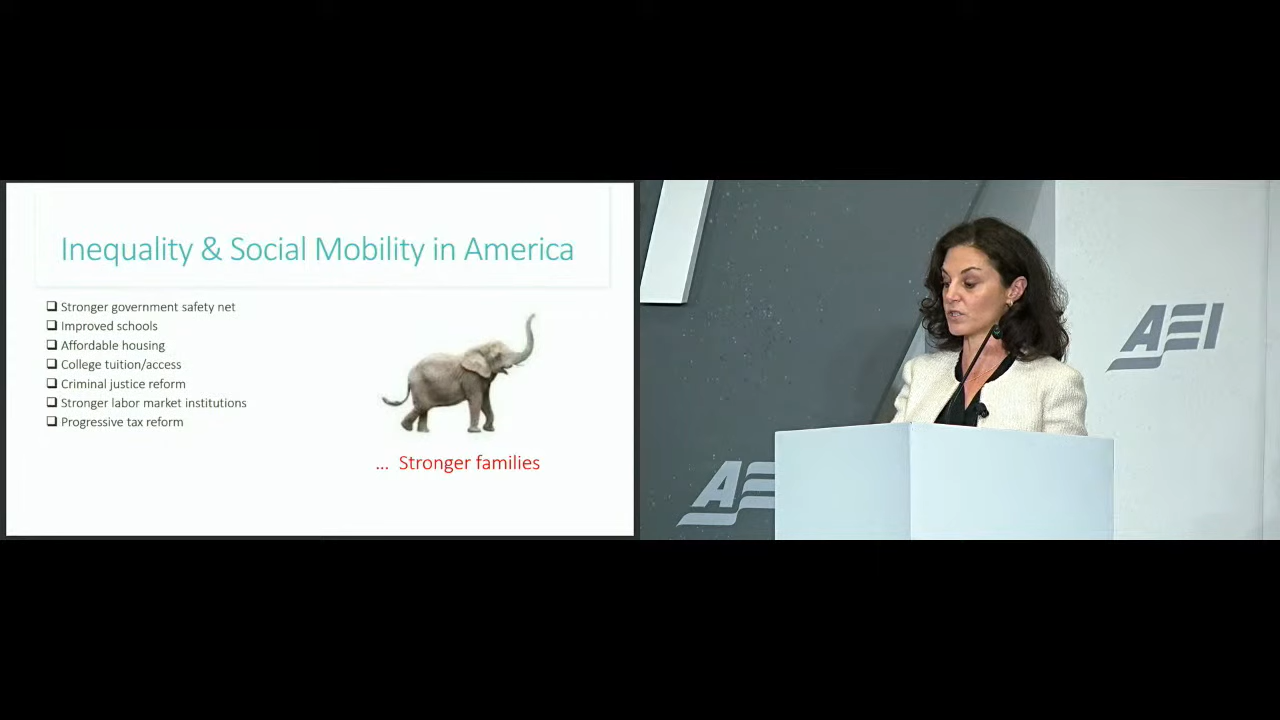 Inequality & Social Mobility in America
Stronger government safety net
Improved schools
Affordable housing
College tuition/access
Criminal justice reform
Stronger labor market institutions
Progressive tax reform
... Stronger families
AEI
AEI